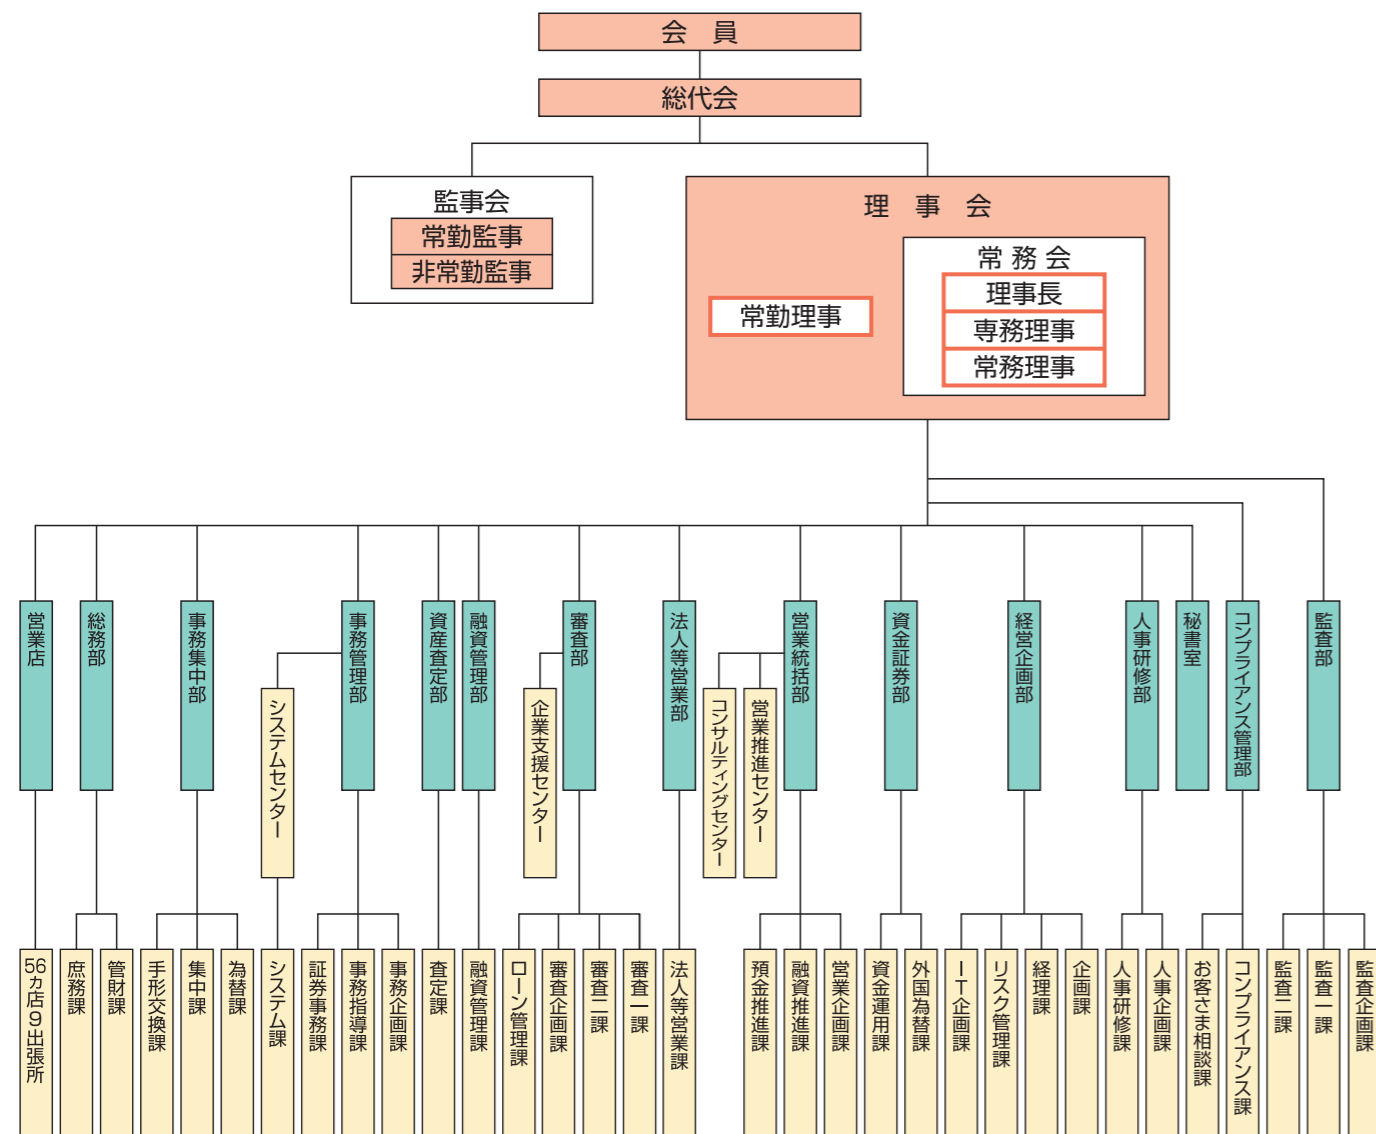 会　員
総代会
監事会
常勤監事
非常勤監事
理　事　会
常 務 会
理事長
専務理事
常務理事
常勤理事
営業店
総務部
事務集中部
事務管理部
資産査定部
融資管理部
審査部
法人等営業部
営業統括部
資金証券部
経営企画部
人事研修部
秘書室
コンプライアンス管理部
監査部
システムセンター
企業支援センター
コンサルティングセンター
営業推進センター
56ヵ店9出張所
庶務課
管財課
手形交換課
集中課
為替課
システム課
証券事務課
事務指導課
事務企画課
査定課
融資管理課
ローン管理課
審査企画課
審査二課
審査一課
法人等営業課
預金推進課
融資推進課
営業企画課
資金運用課
外国為替課
IT企画課
リスク管理課
経理課
企画課
人事研修課
人事企画課
お客さま相談課
コンプライアンス課
監査二課
監査一課
監査企画課